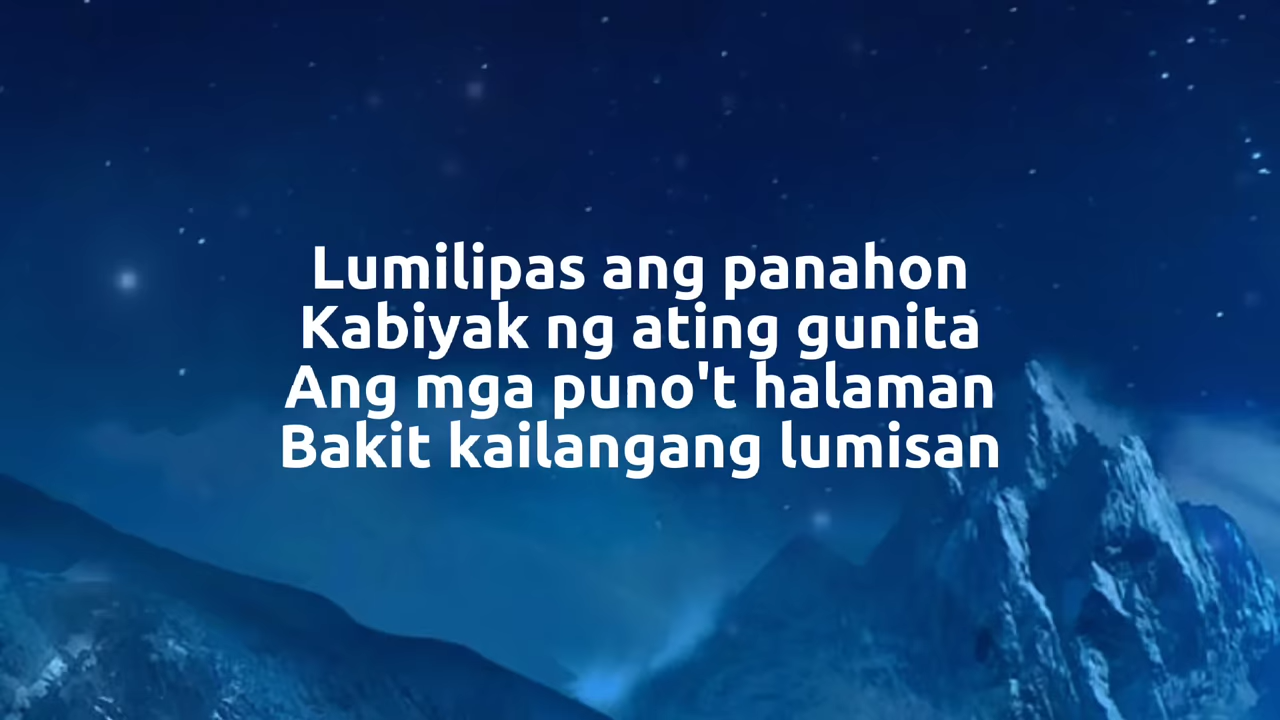 Lumilipas ang panahon
Kabiyak ng ating gunita
Ang mga puno't halaman
Bakit kailangang lumisan